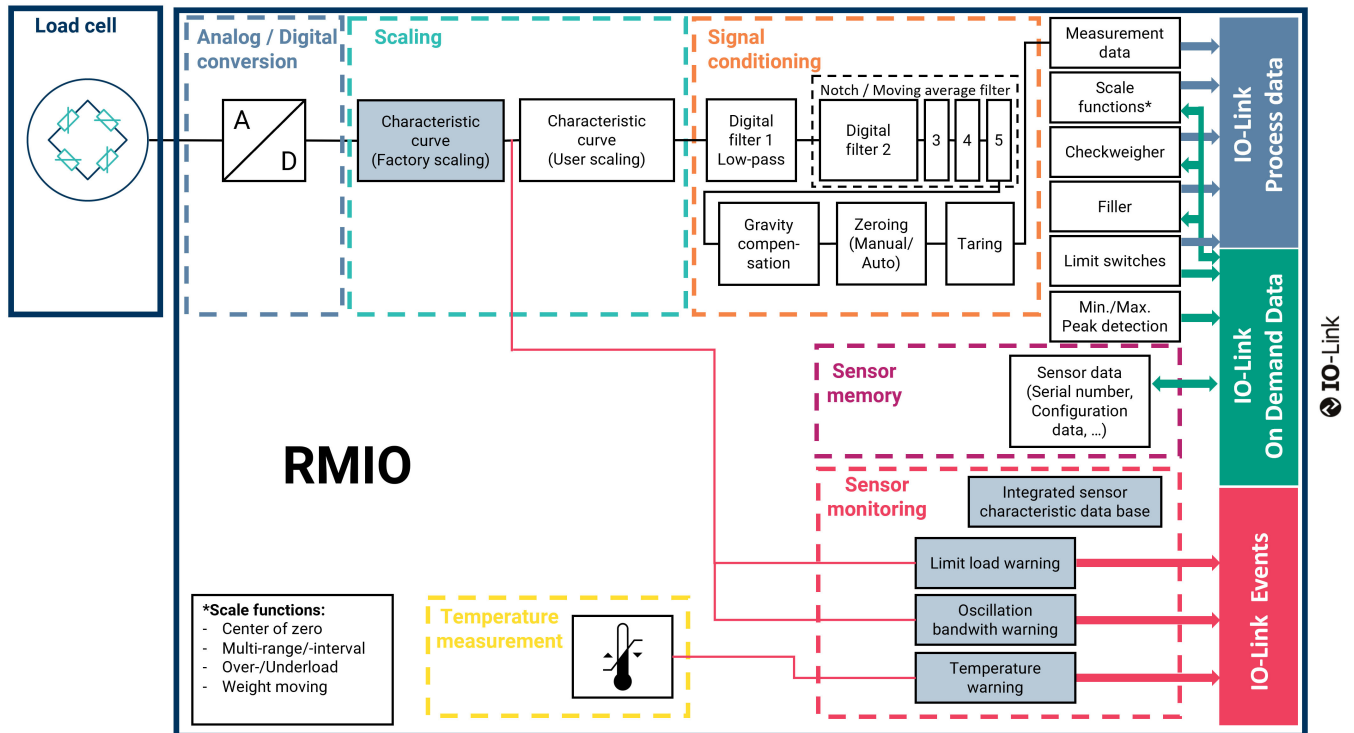 Load cell
Analog / Digital
conversion
A
D
Scaling
Characteristic
curve
(Factory scaling)
Characteristic
curve
(User scaling)
Signal
conditioning
Notch / Moving average filter
Digital
filter 1
Low-pass
Digital
filter 2
3
4
5
Gravity
compen-
sation
Zeroing
(Manual/
Auto)
Taring
Measurement
data
Scale
functions*
Checkweigher
Filler
Limit switches
Min./Max.
Peak detection
IO-Link
Process data
IO-Link
On Demand Data
IO-Link Events
IO-Link
Sensor
memory
Sensor data
(Serial number,
Configuration
data, ...)
RMIO
Sensor
monitoring
Integrated sensor
characteristic data base
Limit load warning
Oscillation
bandwith warning
Temperature
warning
Temperature
measurement
*Scale functions:
- Center of zero
- Multi-range/-interval
- Over-/Underload
- Weight moving